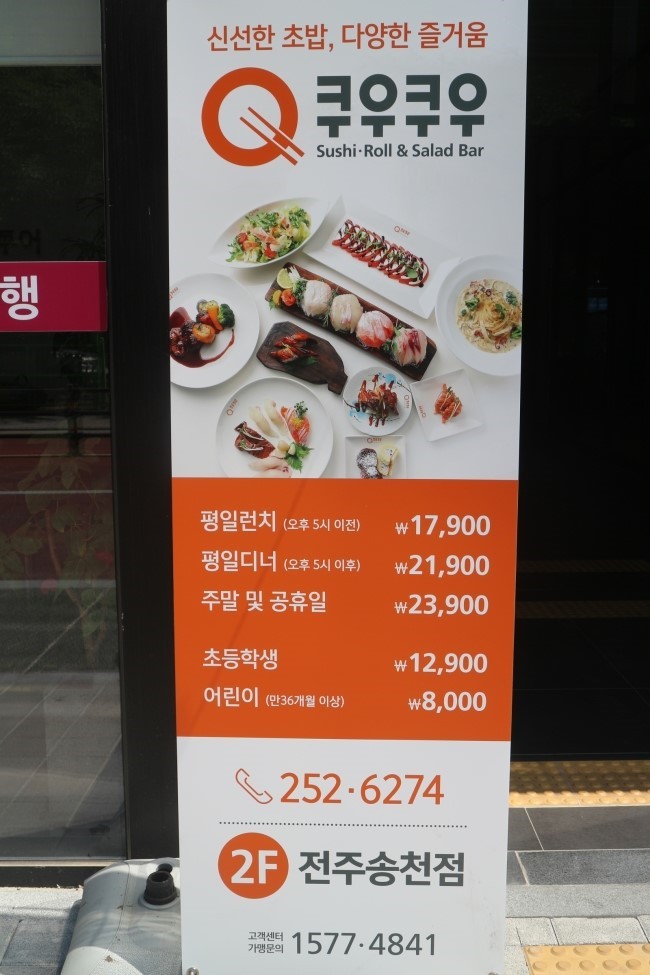 신선한 초밥, 다양한 즐거움
쿠우쿠우
Sushi·Roll & Salad Bar
행
평일런치 (오후 5시 이전) ₩17,900
평일디너 (오후 5시 이후) ₩21,900
주말 및 공휴일 ₩23,900
초등학생 ₩12,900
어린이 (만36개월 이상) ₩8,000
252·6274
2F 전주송천점
고객센터
가맹문의 1577·4841